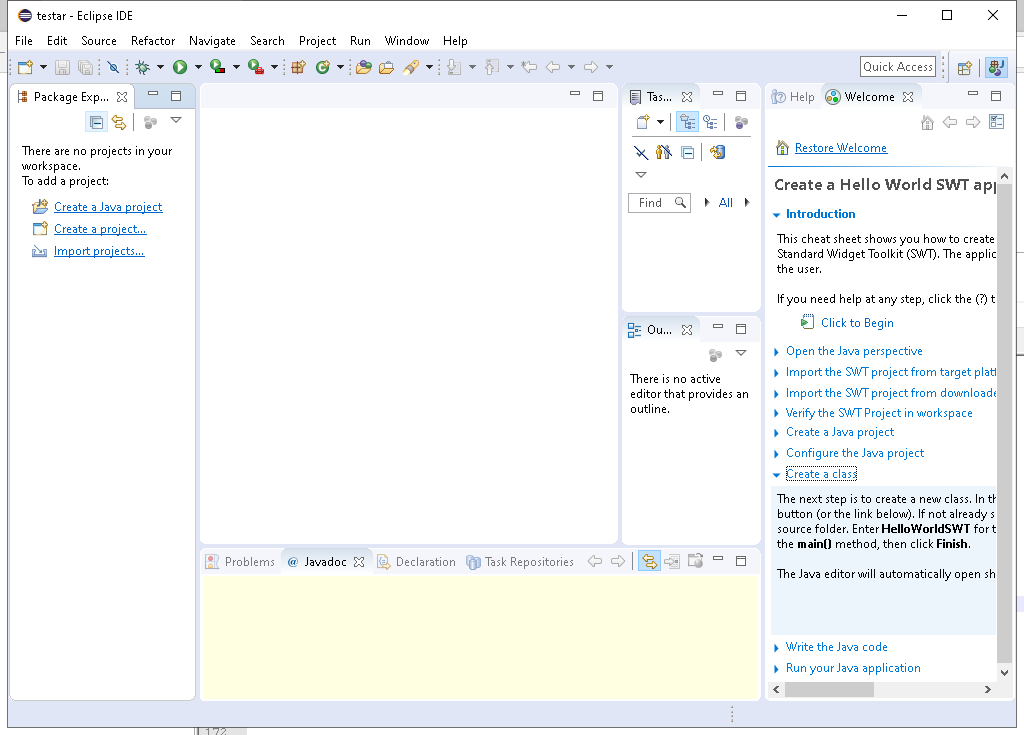 testar - Eclipse IDE
File Edit Source Refactor Navigate Search Project Run Window Help
Quick Access
Package Exp...
There are no projects in your
workspace.
To add a project:
Create a Java project
Create a project...
Import projects...
Tas...
Find
All
Ou...
There is no active
editor that provides an
outline.
Help Welcome
Restore Welcome
Create a Hello World SWT app
Introduction
This cheat sheet shows you how to create
Standard Widget Toolkit (SWT). The applic
the user.
If you need help at any step, click the (?) t
Click to Begin
Open the Java perspective
Import the SWT project from target platf
Import the SWT project from downloade
Verify the SWT Project in workspace
Create a Java project
Configure the Java project
Create a class
The next step is to create a new class. In th
button (or the link below). If not already s
source folder. Enter HelloWorldSWT for t
the main() method, then click Finish.
The Java editor will automatically open sh
Write the Java code
Run your Java application
Problems @ Javadoc Declaration Task Repositories
172